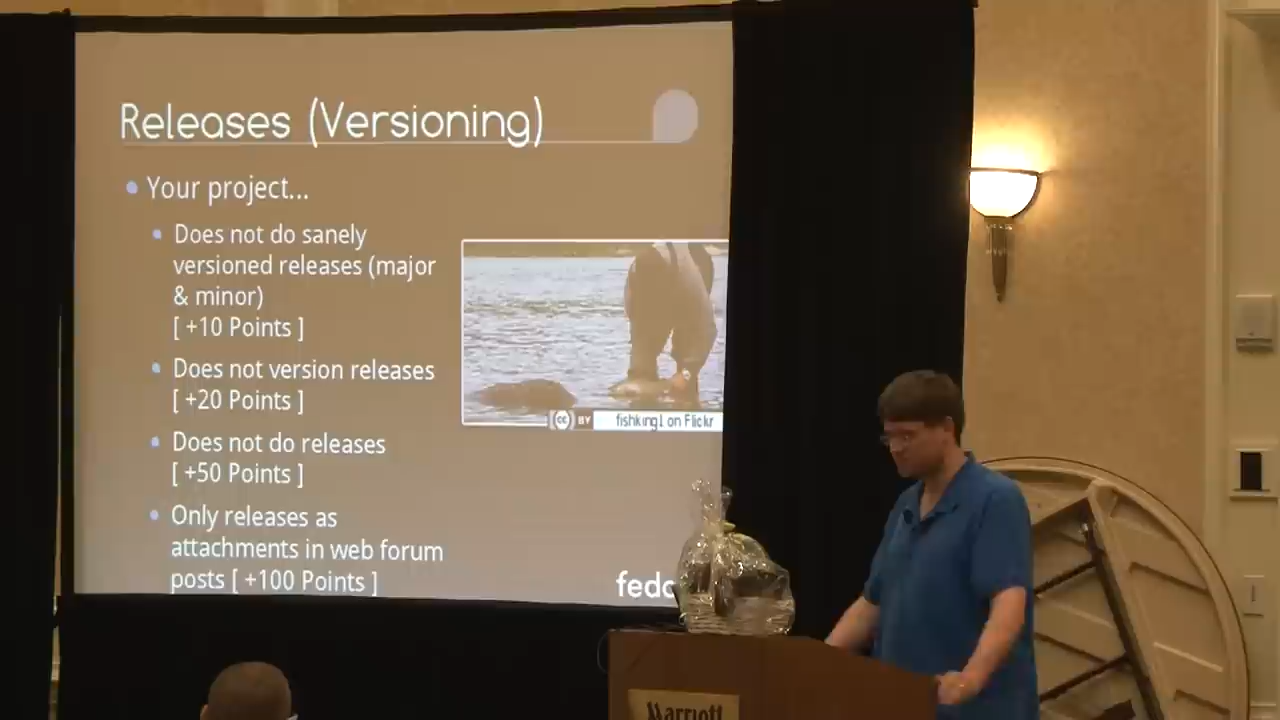 Releases (Versioning)
Your project...
Does not do sanely
versioned releases (major
& minor)
[ +10 Points ]
Does not version releases
[ +20 Points ]
Does not do releases
[ +50 Points ]
Only releases as
attachments in web forum
posts [ +100 Points ]
cc BY fishking1 on Flickr
Marriott